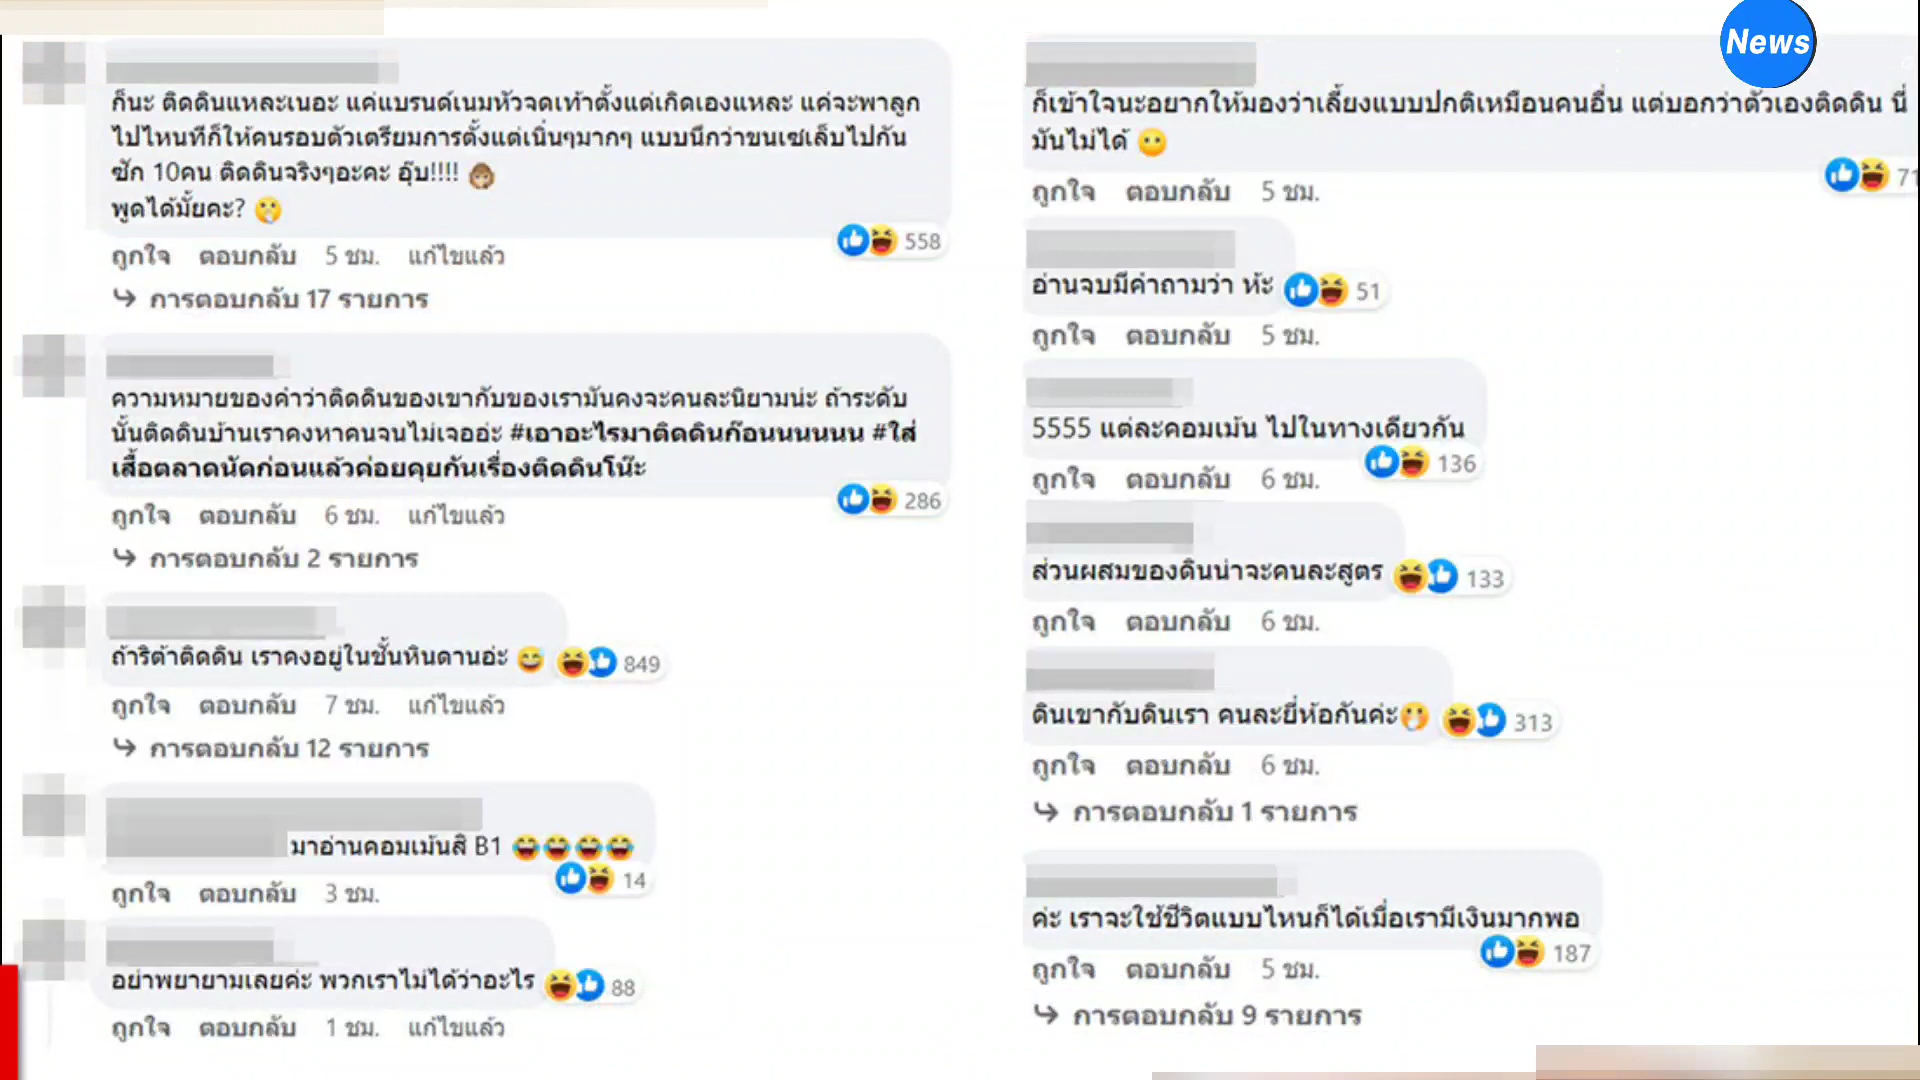 News
ก็นะ ติดดินแหละเนอะ แค่แบรนด์เนมหัวจดเท้าตั้งแต่เกิดเองแหละ แค่จะพาลูก
ไปไหนทีก็ให้คนรอบตัวเตรียมการตั้งแต่เนิ่นๆมากๆ แบบนึกว่าขนเซเล็บไปกัน
ซัก 10คน ติดดินจริงๆอะคะ อุ๊บ!!!! 🙊
พูดได้มั้ยคะ? 🤫
558
ถูกใจ ตอบกลับ 5 ชม. แก้ไขแล้ว
การตอบกลับ 17 รายการ
ความหมายของคำว่าติดดินของเขากับของเรามันคงจะคนละนิยามน่ะ ถ้าระดับ
นั้นติดดินบ้านเราคงหาคนจนไม่เจออ่ะ #เอาอะไรมาติดดินก๊อนนนนนน #ใส่
เสื้อตลาดนัดก่อนแล้วค่อยคุยกันเรื่องติดดินโน๊ะ
286
ถูกใจ ตอบกลับ 6 ชม. แก้ไขแล้ว
การตอบกลับ 2 รายการ
ถ้าริต้าติดดิน เราคงอยู่ในชั้นหินดานอ่ะ 😅 849
ถูกใจ ตอบกลับ 7 ชม. แก้ไขแล้ว
การตอบกลับ 12 รายการ
มาอ่านคอมเม้นสิ B1 😂😂😂😂
14
ถูกใจ ตอบกลับ 3 ชม.
อย่าพยายามเลยค่ะ พวกเราไม่ได้ว่าอะไร 88
ถูกใจ ตอบกลับ 1 ชม. แก้ไขแล้ว
ก็เข้าใจนะอยากให้มองว่าเลี้ยงแบบปกติเหมือนคนอื่น แต่บอกว่าตัวเองติดดิน นี่
มันไม่ได้ 😶
71
ถูกใจ ตอบกลับ 5 ชม.
อ่านจบมีคำถามว่า ห้ะ 51
ถูกใจ ตอบกลับ 5 ชม.
5555 แต่ละคอมเม้น ไปในทางเดียวกัน
136
ถูกใจ ตอบกลับ 6 ชม.
ส่วนผสมของดินน่าจะคนละสูตร 133
ถูกใจ ตอบกลับ 6 ชม.
ดินเขากับดินเรา คนละยี่ห้อกันค่ะ🤭 313
ถูกใจ ตอบกลับ 6 ชม.
การตอบกลับ 1 รายการ
ค่ะ เราจะใช้ชีวิตแบบไหนก็ได้เมื่อเรามีเงินมากพอ
187
ถูกใจ ตอบกลับ 5 ชม.
การตอบกลับ 9 รายการ